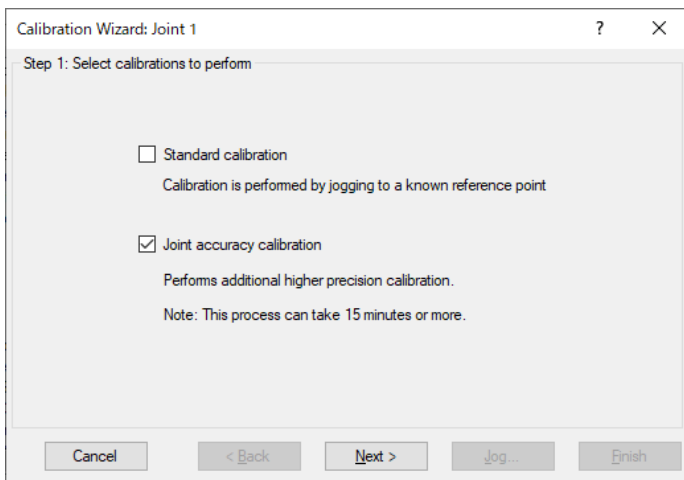 Calibration Wizard: Joint 1
?
Step 1: Select calibrations to perform
Standard calibration
Calibration is performed by jogging to a known reference point
Joint accuracy calibration
Performs additional higher precision calibration.
Note: This process can take 15 minutes or more.
Cancel < Back Next > Jog... Finish